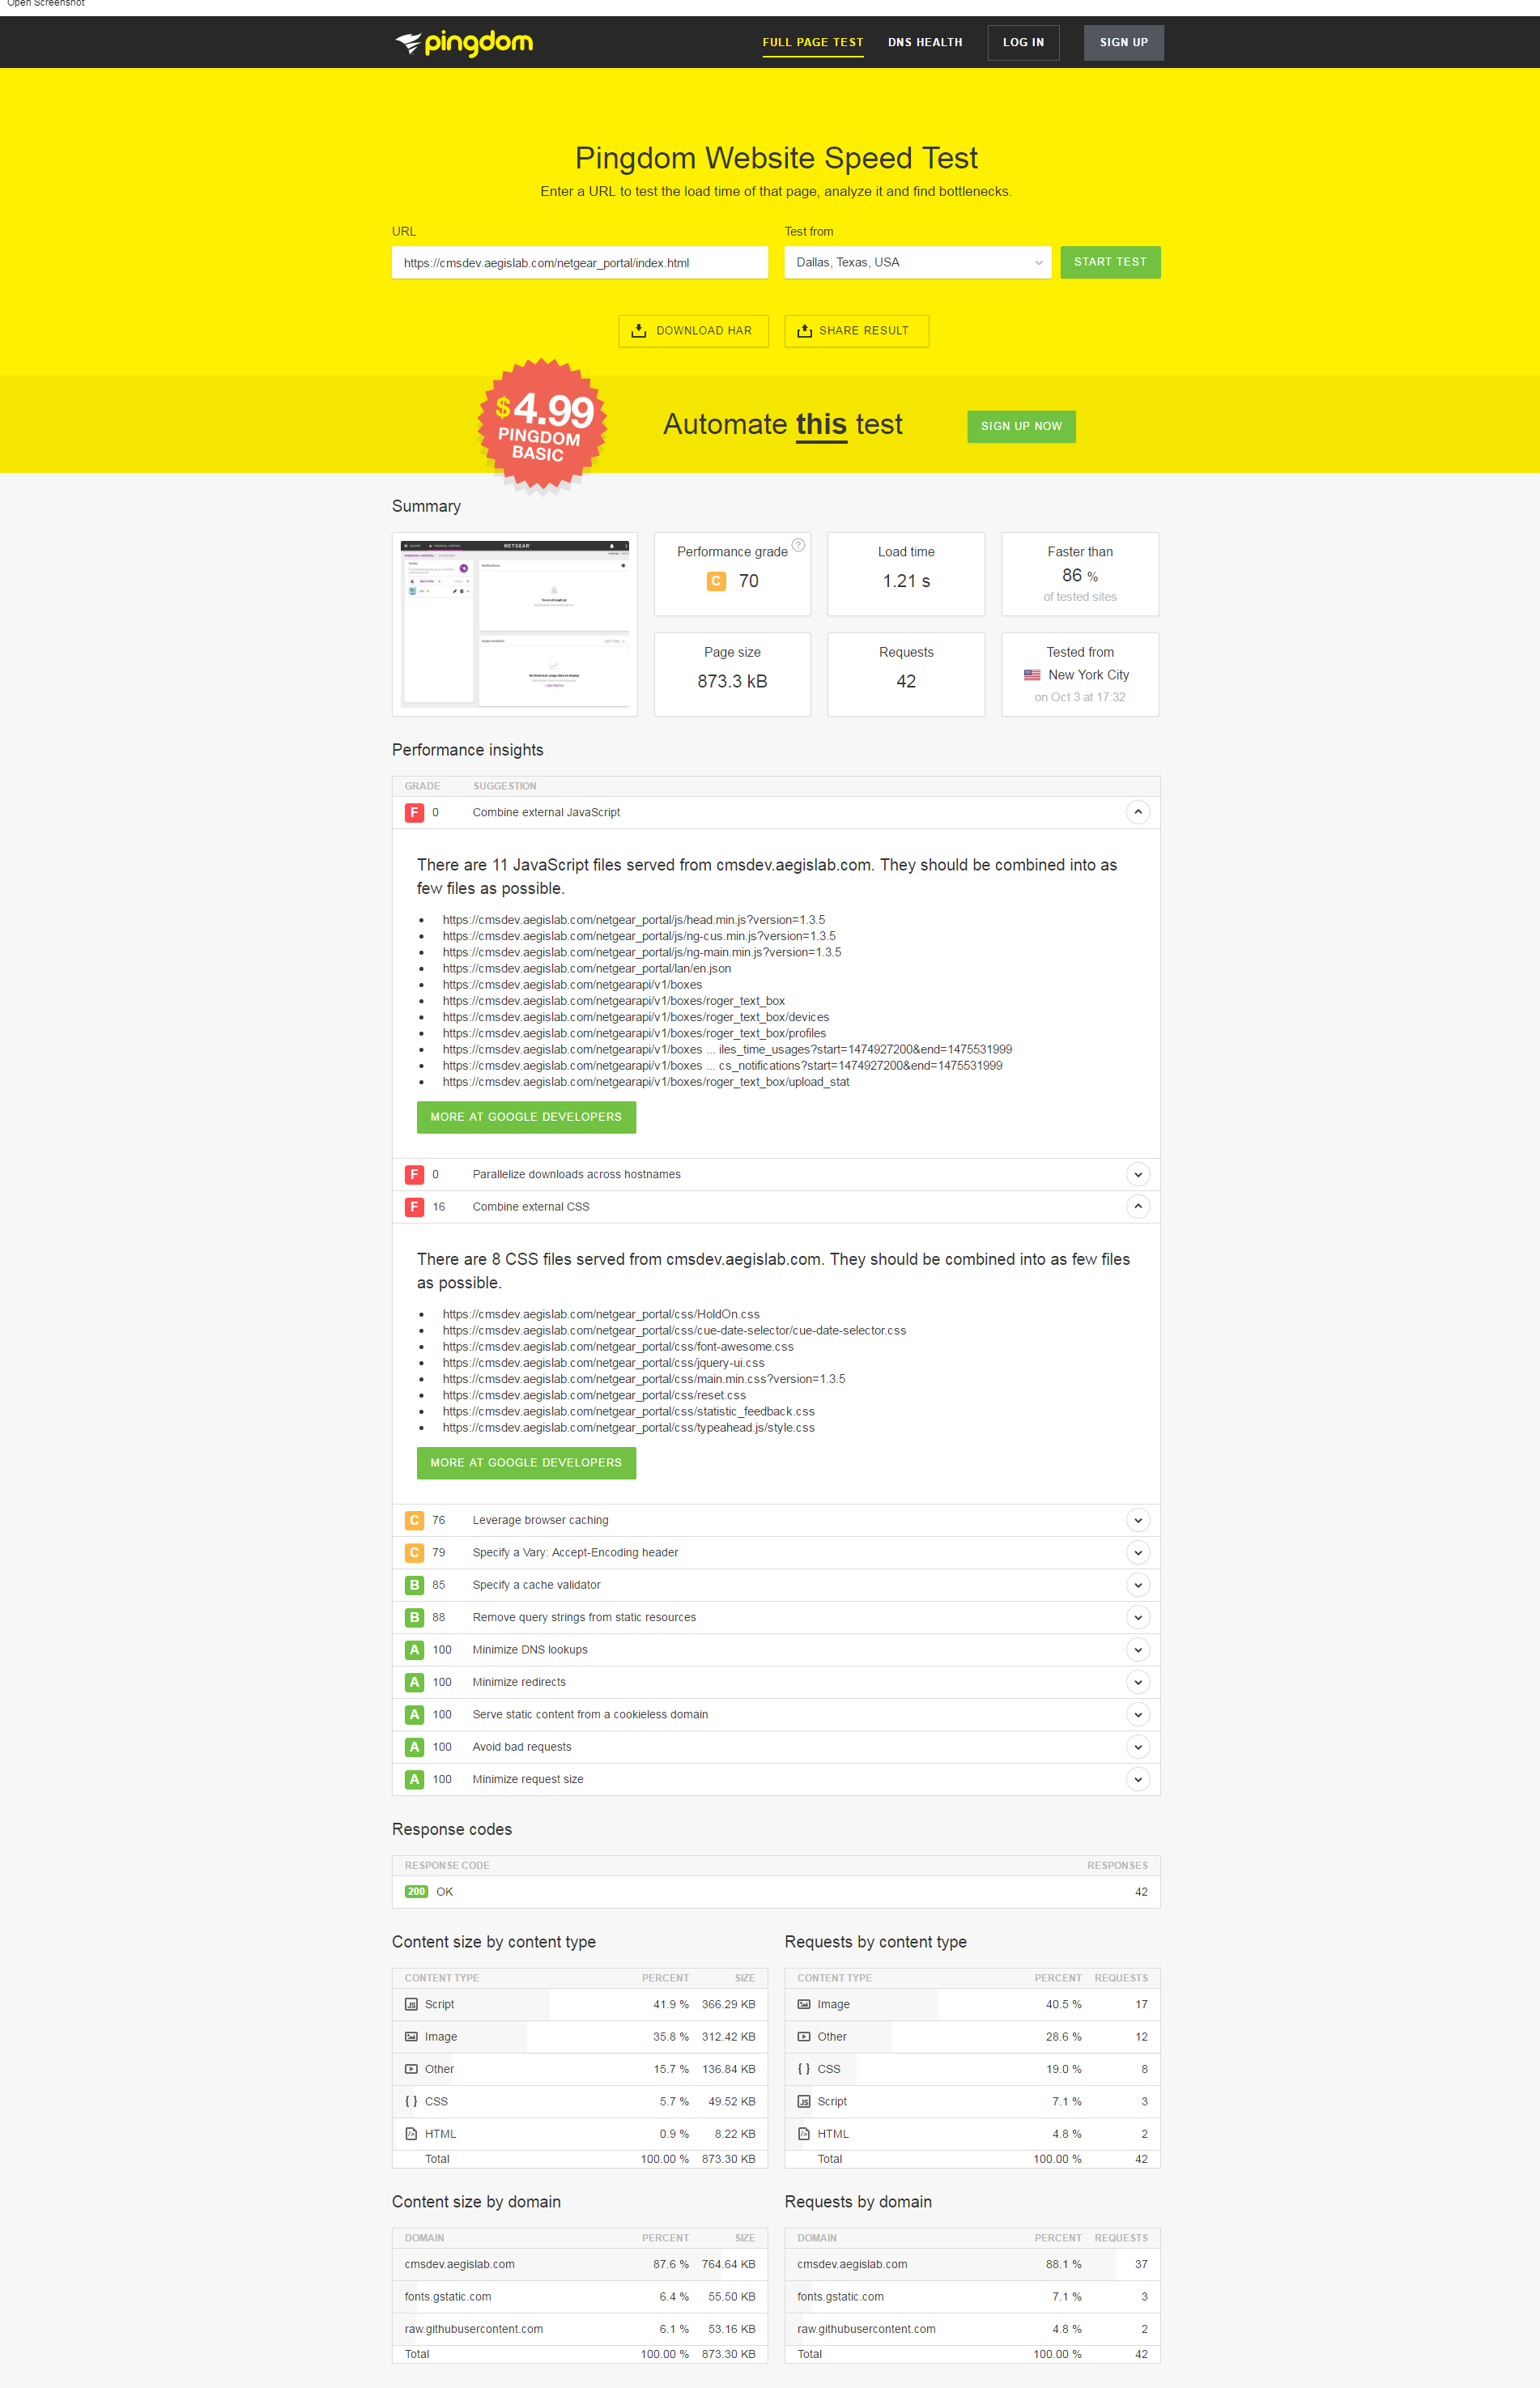 Open Screenshot
pingdom
FULL PAGE TEST
DNS HEALTH
LOG IN
SIGN UP
Pingdom Website Speed Test
Enter a URL to test the load time of that page, analyze it and find bottlenecks.
URL
Test from
https://cmsdev.aegislab.com/netgear_portal/index.html
Dallas, Texas, USA
START TEST
DOWNLOAD HAR
SHARE RESULT
$4.99
PINGDOM
BASIC
Automate this test
SIGN UP NOW
Summary
NETGEAR
Performance grade ?
C 70
Load time
1.21 s
Faster than
86 %
of tested sites
Page size
873.3 kB
Requests
42
Tested from
New York City
on Oct 3 at 17:32
Performance insights
GRADE SUGGESTION
F 0 Combine external JavaScript
There are 11 JavaScript files served from cmsdev.aegislab.com. They should be combined into as
few files as possible.
• https://cmsdev.aegislab.com/netgear_portal/js/head.min.js?version=1.3.5
• https://cmsdev.aegislab.com/netgear_portal/js/ng-cus.min.js?version=1.3.5
• https://cmsdev.aegislab.com/netgear_portal/js/ng-main.min.js?version=1.3.5
• https://cmsdev.aegislab.com/netgear_portal/lan/en.json
• https://cmsdev.aegislab.com/netgearapi/v1/boxes
• https://cmsdev.aegislab.com/netgearapi/v1/boxes/roger_text_box
• https://cmsdev.aegislab.com/netgearapi/v1/boxes/roger_text_box/devices
• https://cmsdev.aegislab.com/netgearapi/v1/boxes/roger_text_box/profiles
• https://cmsdev.aegislab.com/netgearapi/v1/boxes ... iles_time_usages?start=1474927200&end=1475531999
• https://cmsdev.aegislab.com/netgearapi/v1/boxes ... cs_notifications?start=1474927200&end=1475531999
• https://cmsdev.aegislab.com/netgearapi/v1/boxes/roger_text_box/upload_stat
MORE AT GOOGLE DEVELOPERS
F 0 Parallelize downloads across hostnames
F 16 Combine external CSS
There are 8 CSS files served from cmsdev.aegislab.com. They should be combined into as few files
as possible.
• https://cmsdev.aegislab.com/netgear_portal/css/HoldOn.css
• https://cmsdev.aegislab.com/netgear_portal/css/cue-date-selector/cue-date-selector.css
• https://cmsdev.aegislab.com/netgear_portal/css/font-awesome.css
• https://cmsdev.aegislab.com/netgear_portal/css/jquery-ui.css
• https://cmsdev.aegislab.com/netgear_portal/css/main.min.css?version=1.3.5
• https://cmsdev.aegislab.com/netgear_portal/css/reset.css
• https://cmsdev.aegislab.com/netgear_portal/css/statistic_feedback.css
• https://cmsdev.aegislab.com/netgear_portal/css/typeahead.js/style.css
MORE AT GOOGLE DEVELOPERS
C 76 Leverage browser caching
C 79 Specify a Vary: Accept-Encoding header
B 85 Specify a cache validator
B 88 Remove query strings from static resources
A 100 Minimize DNS lookups
A 100 Minimize redirects
A 100 Serve static content from a cookieless domain
A 100 Avoid bad requests
A 100 Minimize request size
Response codes
RESPONSE CODE RESPONSES
200 OK 42
Content size by content type
CONTENT TYPE PERCENT SIZE
JS Script 41.9 % 366.29 KB
Image 35.8 % 312.42 KB
Other 15.7 % 136.84 KB
{ } CSS 5.7 % 49.52 KB
HTML 0.9 % 8.22 KB
Total 100.00 % 873.30 KB
Requests by content type
CONTENT TYPE PERCENT REQUESTS
Image 40.5 % 17
Other 28.6 % 12
{ } CSS 19.0 % 8
JS Script 7.1 % 3
HTML 4.8 % 2
Total 100.00 % 42
Content size by domain
DOMAIN PERCENT SIZE
cmsdev.aegislab.com 87.6 % 764.64 KB
fonts.gstatic.com 6.4 % 55.50 KB
raw.githubusercontent.com 6.1 % 53.16 KB
Total 100.00 % 873.30 KB
Requests by domain
DOMAIN PERCENT REQUESTS
cmsdev.aegislab.com 88.1 % 37
fonts.gstatic.com 7.1 % 3
raw.githubusercontent.com 4.8 % 2
Total 100.00 % 42